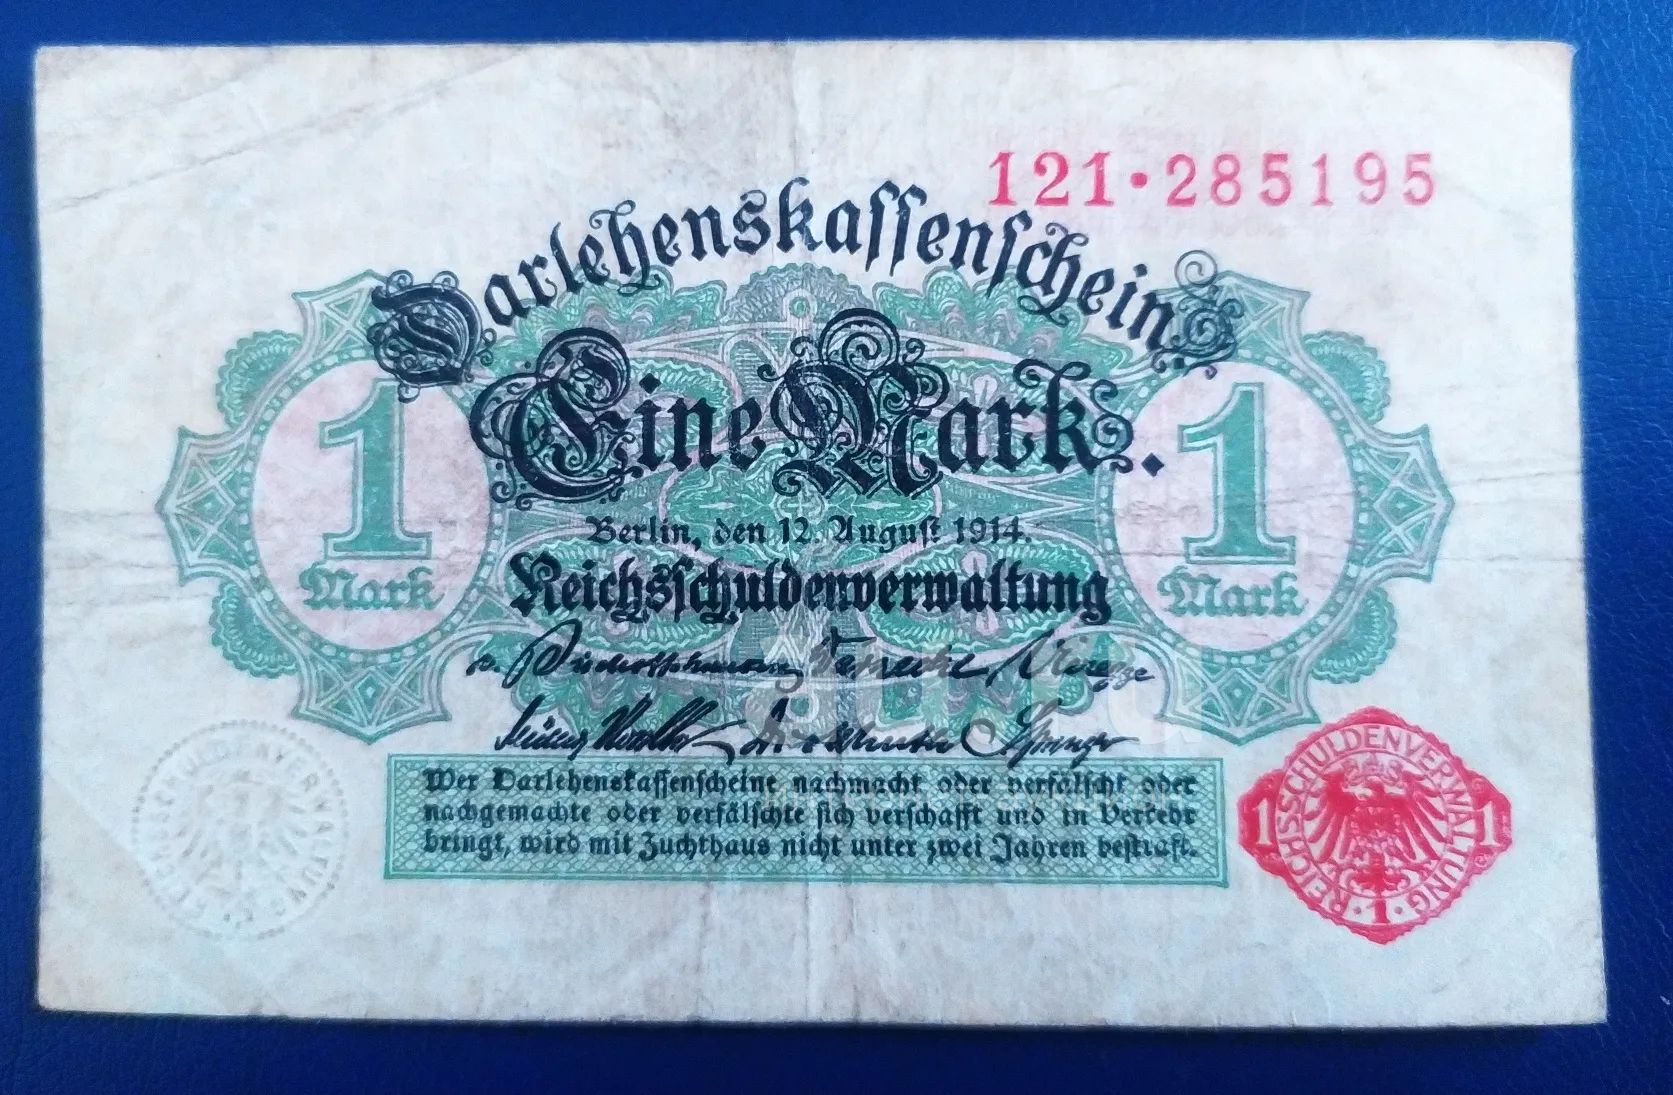 121·285195
Darlehenskassenschein.
Eine Mark.
1 Mark
1 Mark
Berlin, den 12. August 1914.
Reichsschuldenverwaltung
Wer Darlehenskassenscheine nachmacht oder verfälscht oder
nachgemachte oder verfälschte sich verschafft und in Verkehr
bringt, wird mit Zuchthaus nicht unter zwei Jahren bestraft.
REICHSSCHULDENVERWALTUNG
REICHSSCHULDENVERWALTUNG
1 1
· 1 ·